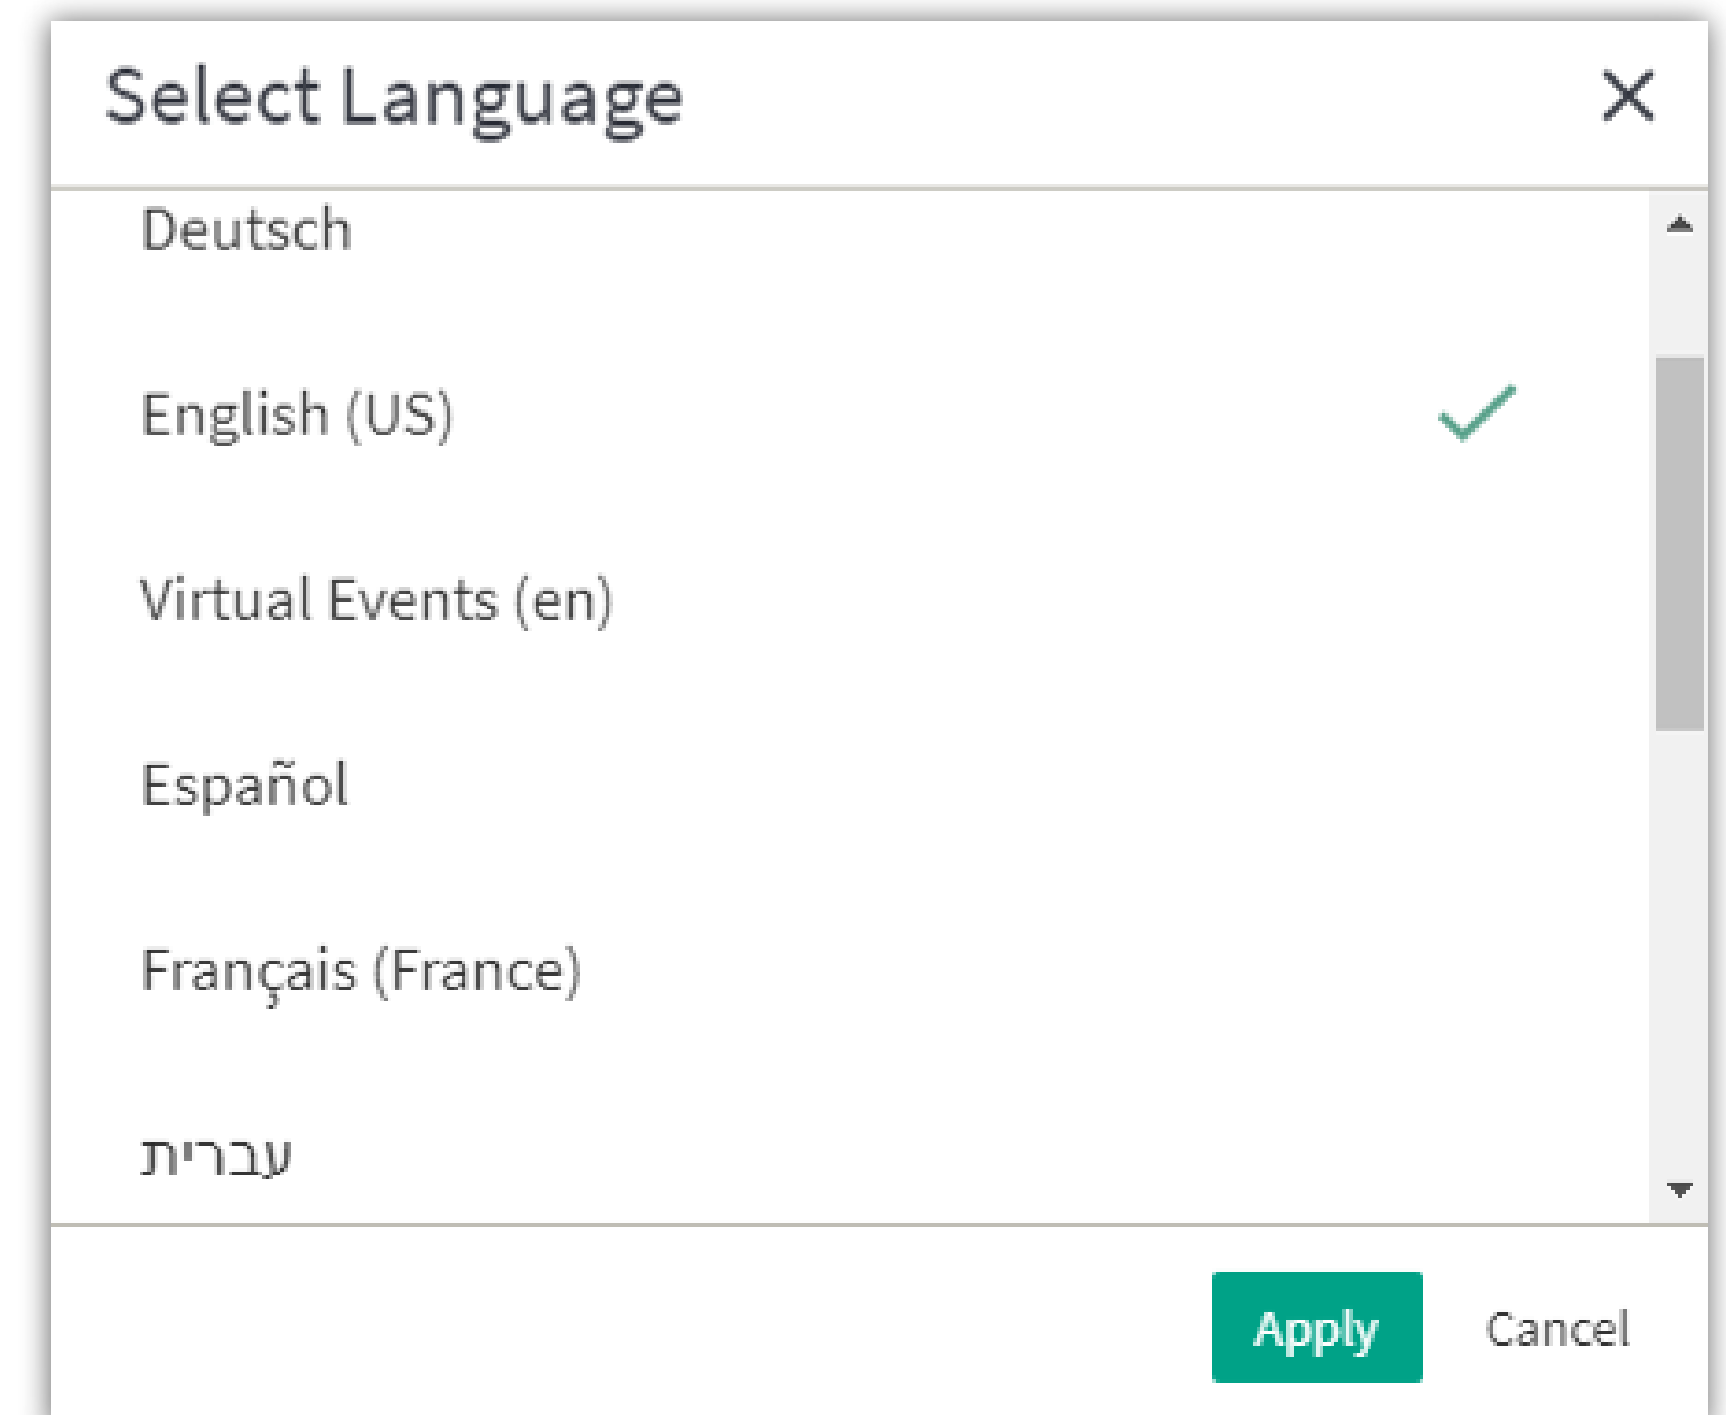 Select Language
Deutsch
English (US)
Virtual Events (en)
Español
Français (France)
עברית
Apply Cancel